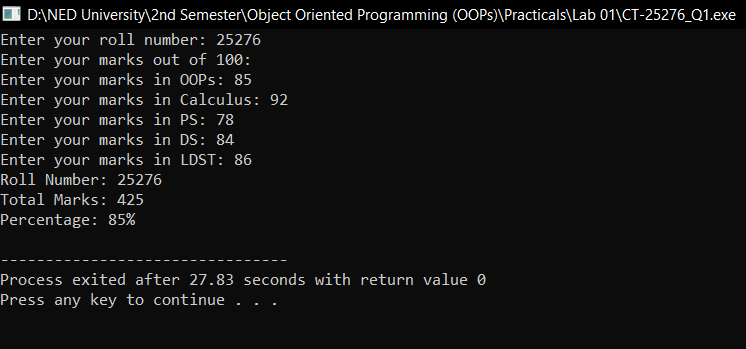 D:\NED University\2nd Semester\Object Oriented Programming (OOPs)\Practicals\Lab 01\CT-25276_Q1.exe
Enter your roll number: 25276
Enter your marks out of 100:
Enter your marks in OOPs: 85
Enter your marks in Calculus: 92
Enter your marks in PS: 78
Enter your marks in DS: 84
Enter your marks in LDST: 86
Roll Number: 25276
Total Marks: 425
Percentage: 85%
--------------------------------
Process exited after 27.83 seconds with return value 0
Press any key to continue . . .